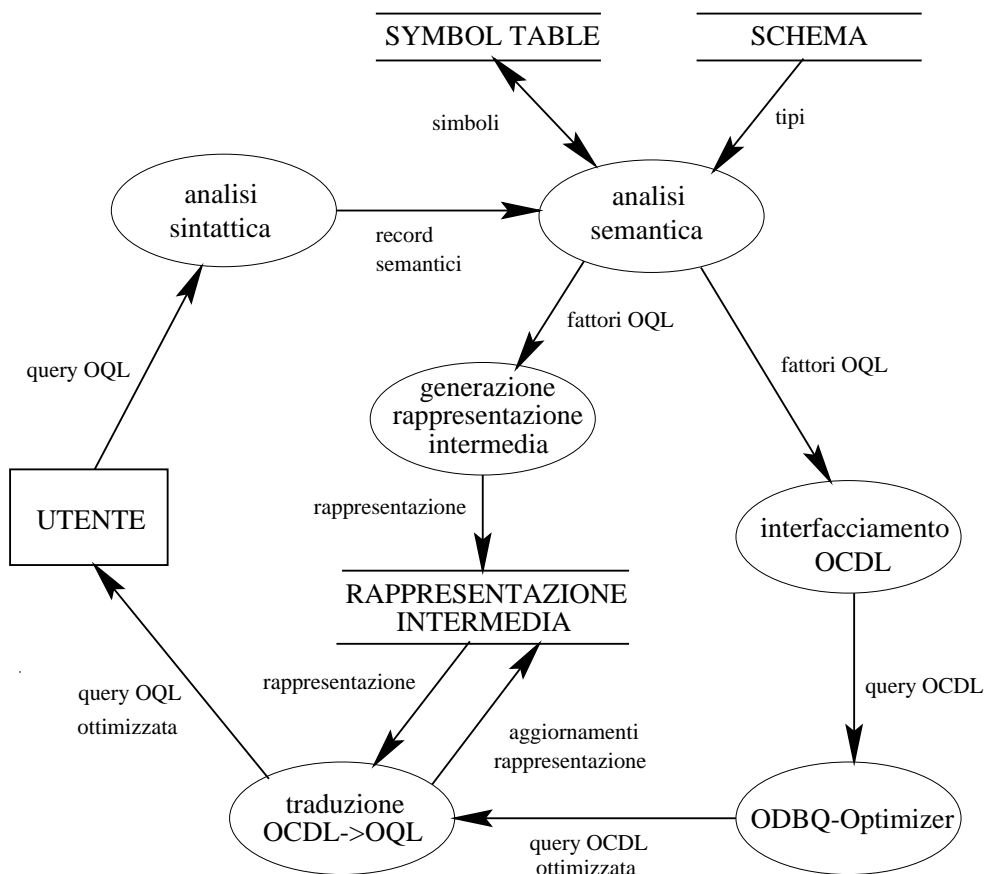 SYMBOL TABLE
SCHEMA
simboli
tipi
analisi
sintattica
analisi
semantica
record
semantici
fattori OQL
query OQL
fattori OQL
generazione
rappresentazione
intermedia
rappresentazione
UTENTE
interfacciamento
OCDL
RAPPRESENTAZIONE
INTERMEDIA
rappresentazione
query OCDL
query OQL
ottimizzata
aggiornamenti
rappresentazione
traduzione
OCDL->OQL
ODBQ-Optimizer
query OCDL
ottimizzata